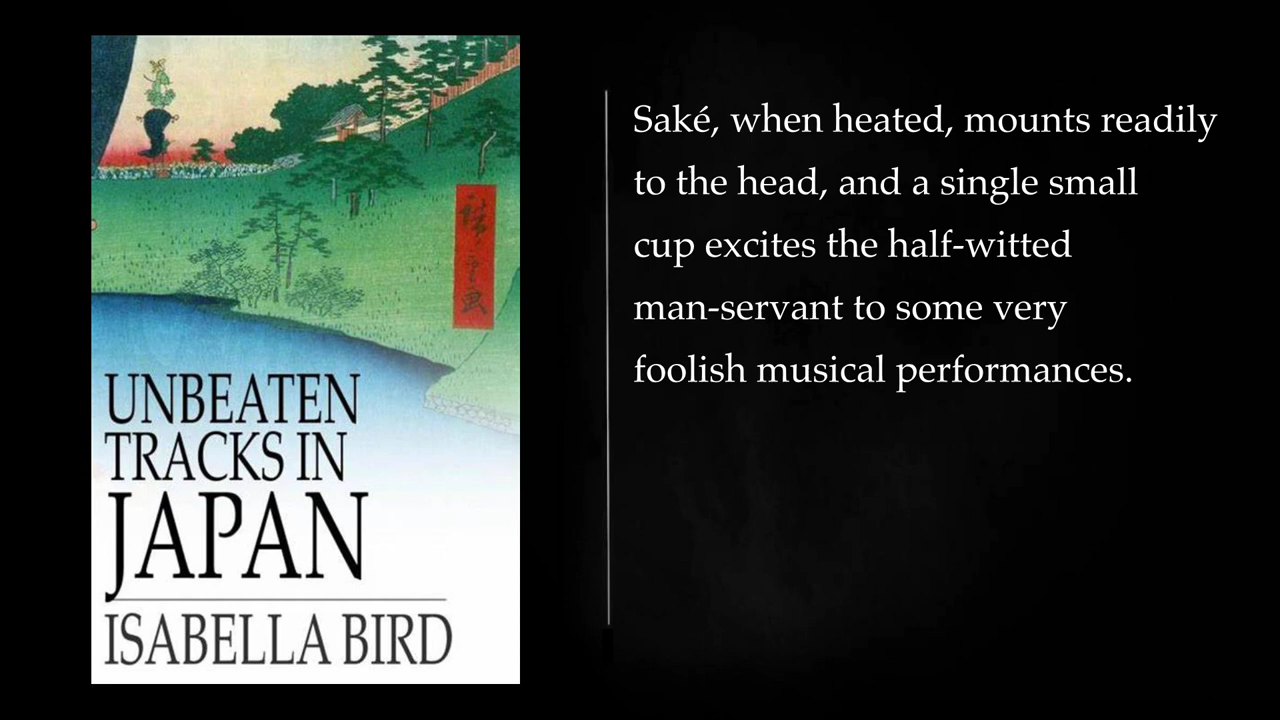 UNBEATEN
TRACKS IN
JAPAN
ISABELLA BIRD
Saké, when heated, mounts readily
to the head, and a single small
cup excites the half-witted
man-servant to some very
foolish musical performances.